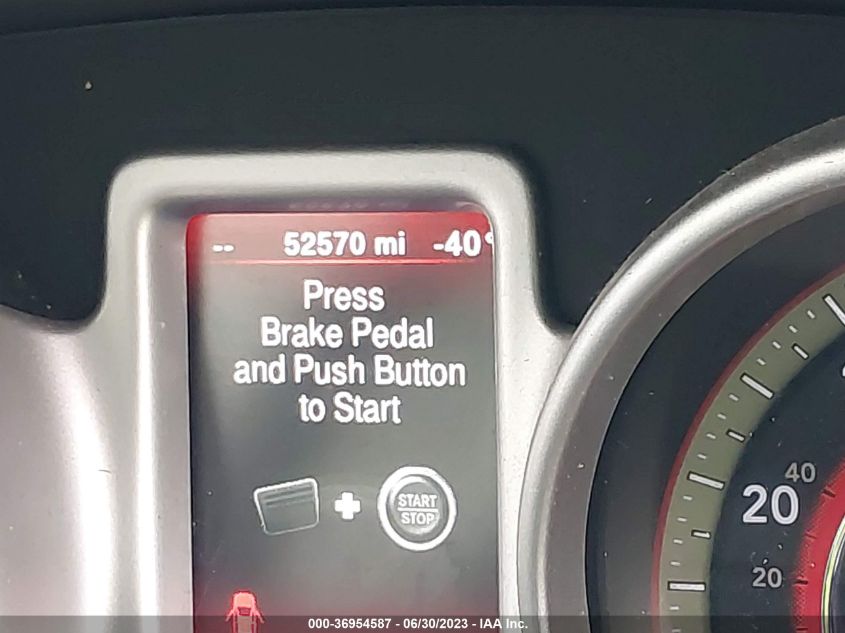 -- 52570 mi -40°
Press
Brake Pedal
and Push Button
to Start
START
STOP
40
20
20
000-36954587 / 06/30/2023 - IAA Inc.